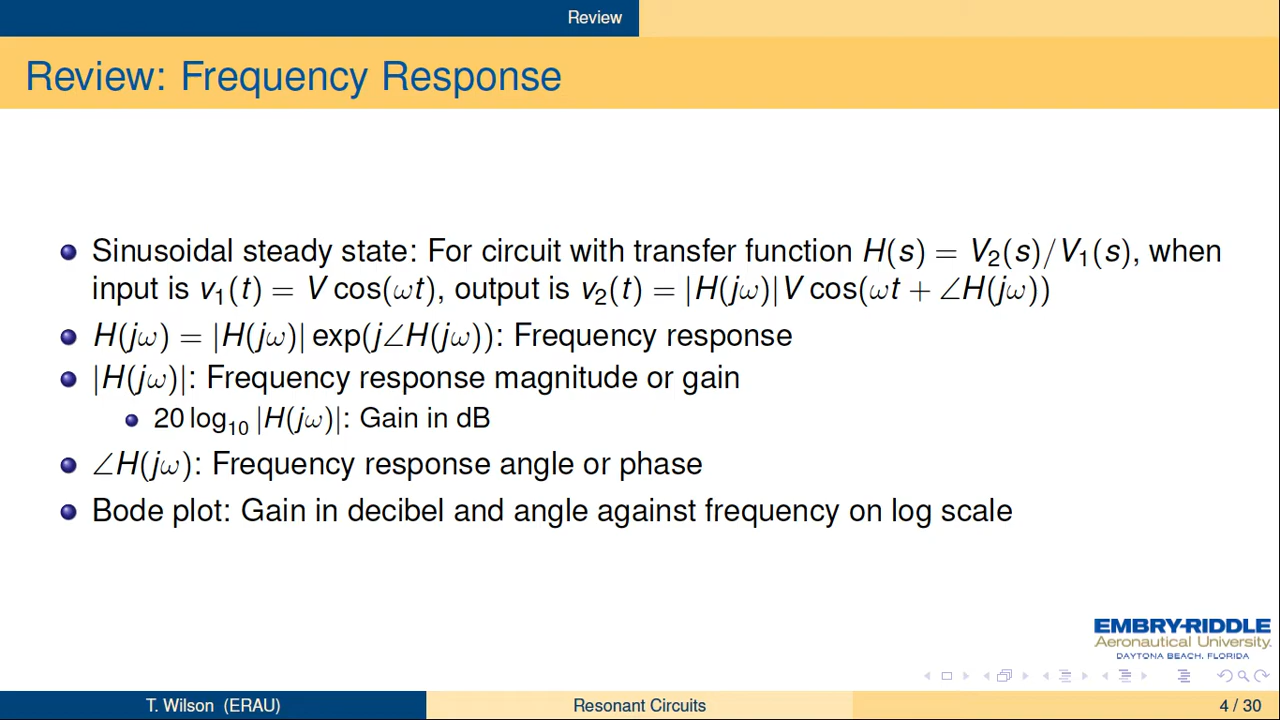 Review
Review: Frequency Response
Sinusoidal steady state: For circuit with transfer function H(s) = V₂(s)/V₁(s), when
input is v₁(t) = V cos(ωt), output is v₂(t) = |H(jω)|V cos(ωt + ∠H(jω))
H(jω) = |H(jω)| exp(j∠H(jω)): Frequency response
|H(jω)|: Frequency response magnitude or gain
20 log₁₀ |H(jω)|: Gain in dB
∠H(jω): Frequency response angle or phase
Bode plot: Gain in decibel and angle against frequency on log scale
EMBRY-RIDDLE
Aeronautical University.
DAYTONA BEACH, FLORIDA
T. Wilson (ERAU)
Resonant Circuits
4 / 30